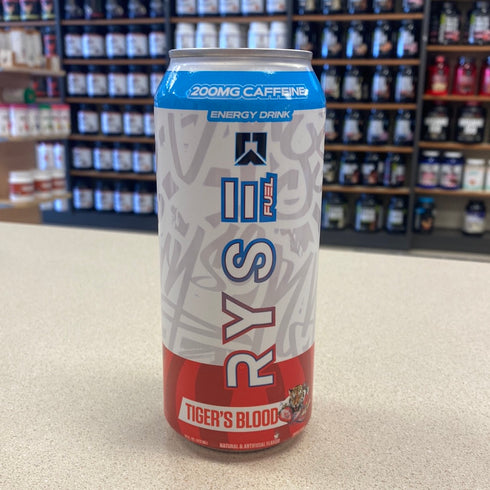 200MG CAFFEINE
ENERGY DRINK
RYSE
FUEL
TIGER'S BLOOD
NATURAL & ARTIFICIAL FLAVOR